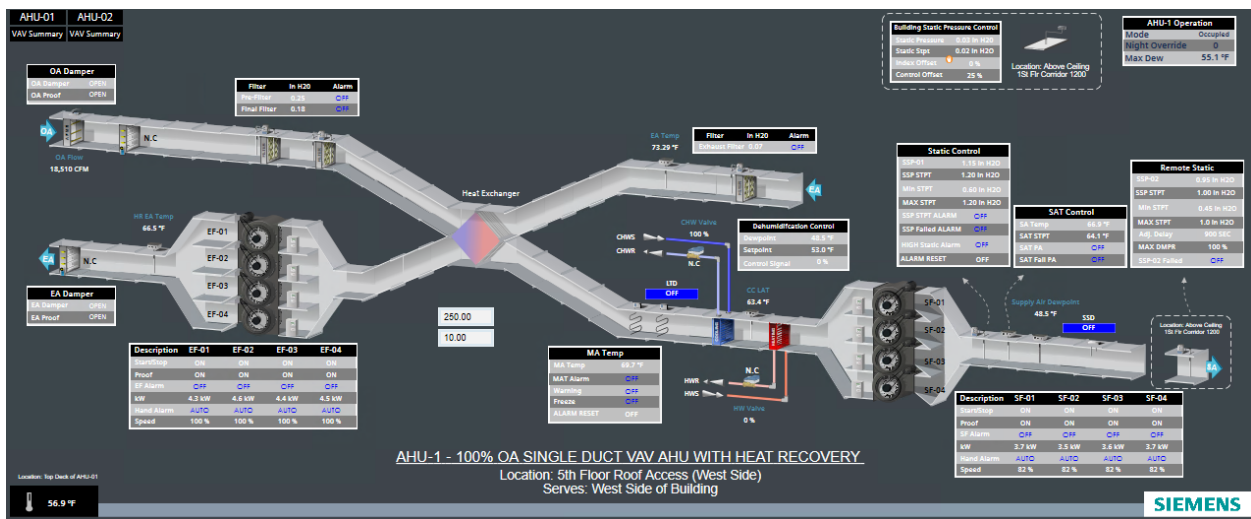 AHU-01 AHU-02
VAV Summary VAV Summary
Building Static Pressure Control
Static Pressure 0.03 In H2O
Static Stpt 0.02 In H2O
Index Offset 0 %
Control Offset 25 %
Location: Above Ceiling
1St Flr Corridor 1200
AHU-1 Operation
Mode Occupied
Night Override 0
Max Dew 55.1 °F
OA Damper
OA Damper OPEN
OA Proof OPEN
Filter In H20 Alarm
Pre-Filter 0.25 OFF
Final Filter 0.18 OFF
OA
N.C
OA Flow
18,510 CFM
EA Temp
73.29 °F
Filter In H20 Alarm
Exhaust Filter 0.07 OFF
EA
Heat Exchanger
Static Control
SSP-01 1.15 In H2O
SSP STPT 1.20 In H2O
Min STPT 0.60 In H2O
MAX STPT 1.20 In H2O
SSP STPT ALARM OFF
SSP Failed ALARM OFF
HIGH Static Alarm OFF
ALARM RESET OFF
Remote Static
SSP-02 0.95 In H2O
SSP STPT 1.00 In H2O
Min STPT 0.45 In H2O
MAX STPT 1.0 In H2O
Adj. Delay 900 SEC
MAX DMPR 100 %
SSP-02 Failed OFF
SAT Control
SA Temp 66.8 °F
SAT STPT 64.1 °F
SAT PA OFF
SAT Fall PA OFF
HR EA Temp
66.5 °F
EF-01
EF-02
EF-03
EF-04
EA
N.C
EA Damper
EA Damper OPEN
EA Proof OPEN
CHW Valve
100 %
CHWS
CHWR
N.C
Dehumidification Control
Dewpoint 48.5 °F
Setpoint 53.0 °F
Control Signal 0 %
LTD
OFF
CC LAT
63.4 °F
COOLING
HEATING
SF-01
SF-02
SF-03
SF-04
Supply Air Dewpoint
48.5 °F
SSD
OFF
Location: Above Ceiling
1St Flr Corridor 1200
SA
250.00
10.00
Description EF-01 EF-02 EF-03 EF-04
Start/Stop ON ON ON ON
Proof ON ON ON ON
EF Alarm OFF OFF OFF OFF
kW 4.3 kW 4.6 kW 4.4 kW 4.5 kW
Hand Alarm AUTO AUTO AUTO AUTO
Speed 100 % 100 % 100 % 100 %
MA Temp
MA Temp 69.7 °F
MAT Alarm OFF
Warning OFF
Freeze OFF
ALARM RESET OFF
N.C
HWR
HWS
HW Valve
0 %
Description SF-01 SF-02 SF-03 SF-04
Start/Stop ON ON ON ON
Proof ON ON ON ON
SF Alarm OFF OFF OFF OFF
kW 3.7 kW 3.5 kW 3.6 kW 3.7 kW
Hand Alarm AUTO AUTO AUTO AUTO
Speed 82 % 82 % 82 % 82 %
AHU-1 - 100% OA SINGLE DUCT VAV AHU WITH HEAT RECOVERY
Location: 5th Floor Roof Access (West Side)
Serves: West Side of Building
Location: Top Deck of AHU-01
56.9 °F
SIEMENS